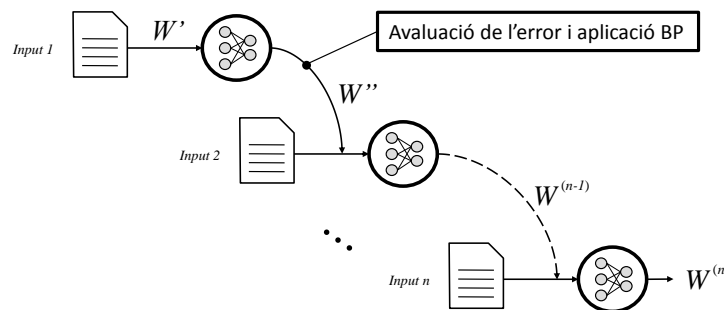 Input 1
W’
Avaluació de l’error i aplicació BP
W’’
Input 2
W(n-1)
Input n
W(n